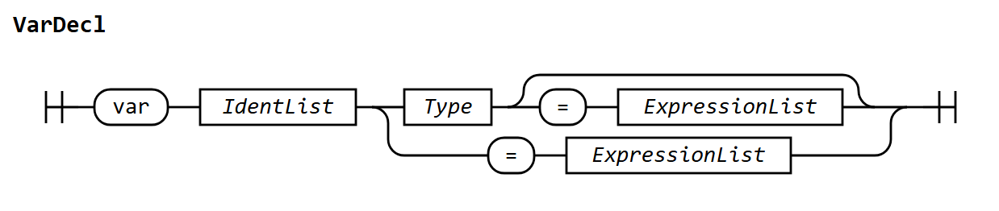 VarDecl
var IdentList Type = ExpressionList
= ExpressionList